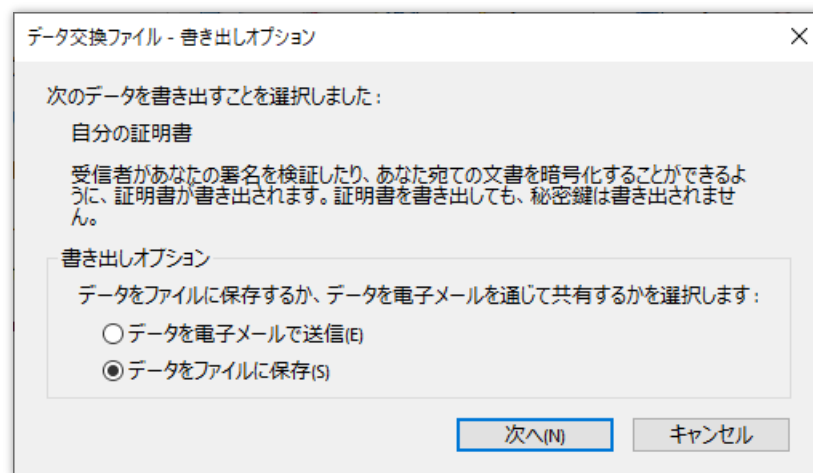 データ交換ファイル - 書き出しオプション
次のデータを書き出すことを選択しました:
自分の証明書
受信者があなたの署名を検証したり、あなた宛ての文書を暗号化することができるよ
うに、証明書が書き出されます。証明書を書き出しても、秘密鍵は書き出されませ
ん。
書き出しオプション
データをファイルに保存するか、データを電子メールを通じて共有するかを選択します:
データを電子メールで送信(E)
データをファイルに保存(S)
次へ(N) キャンセル